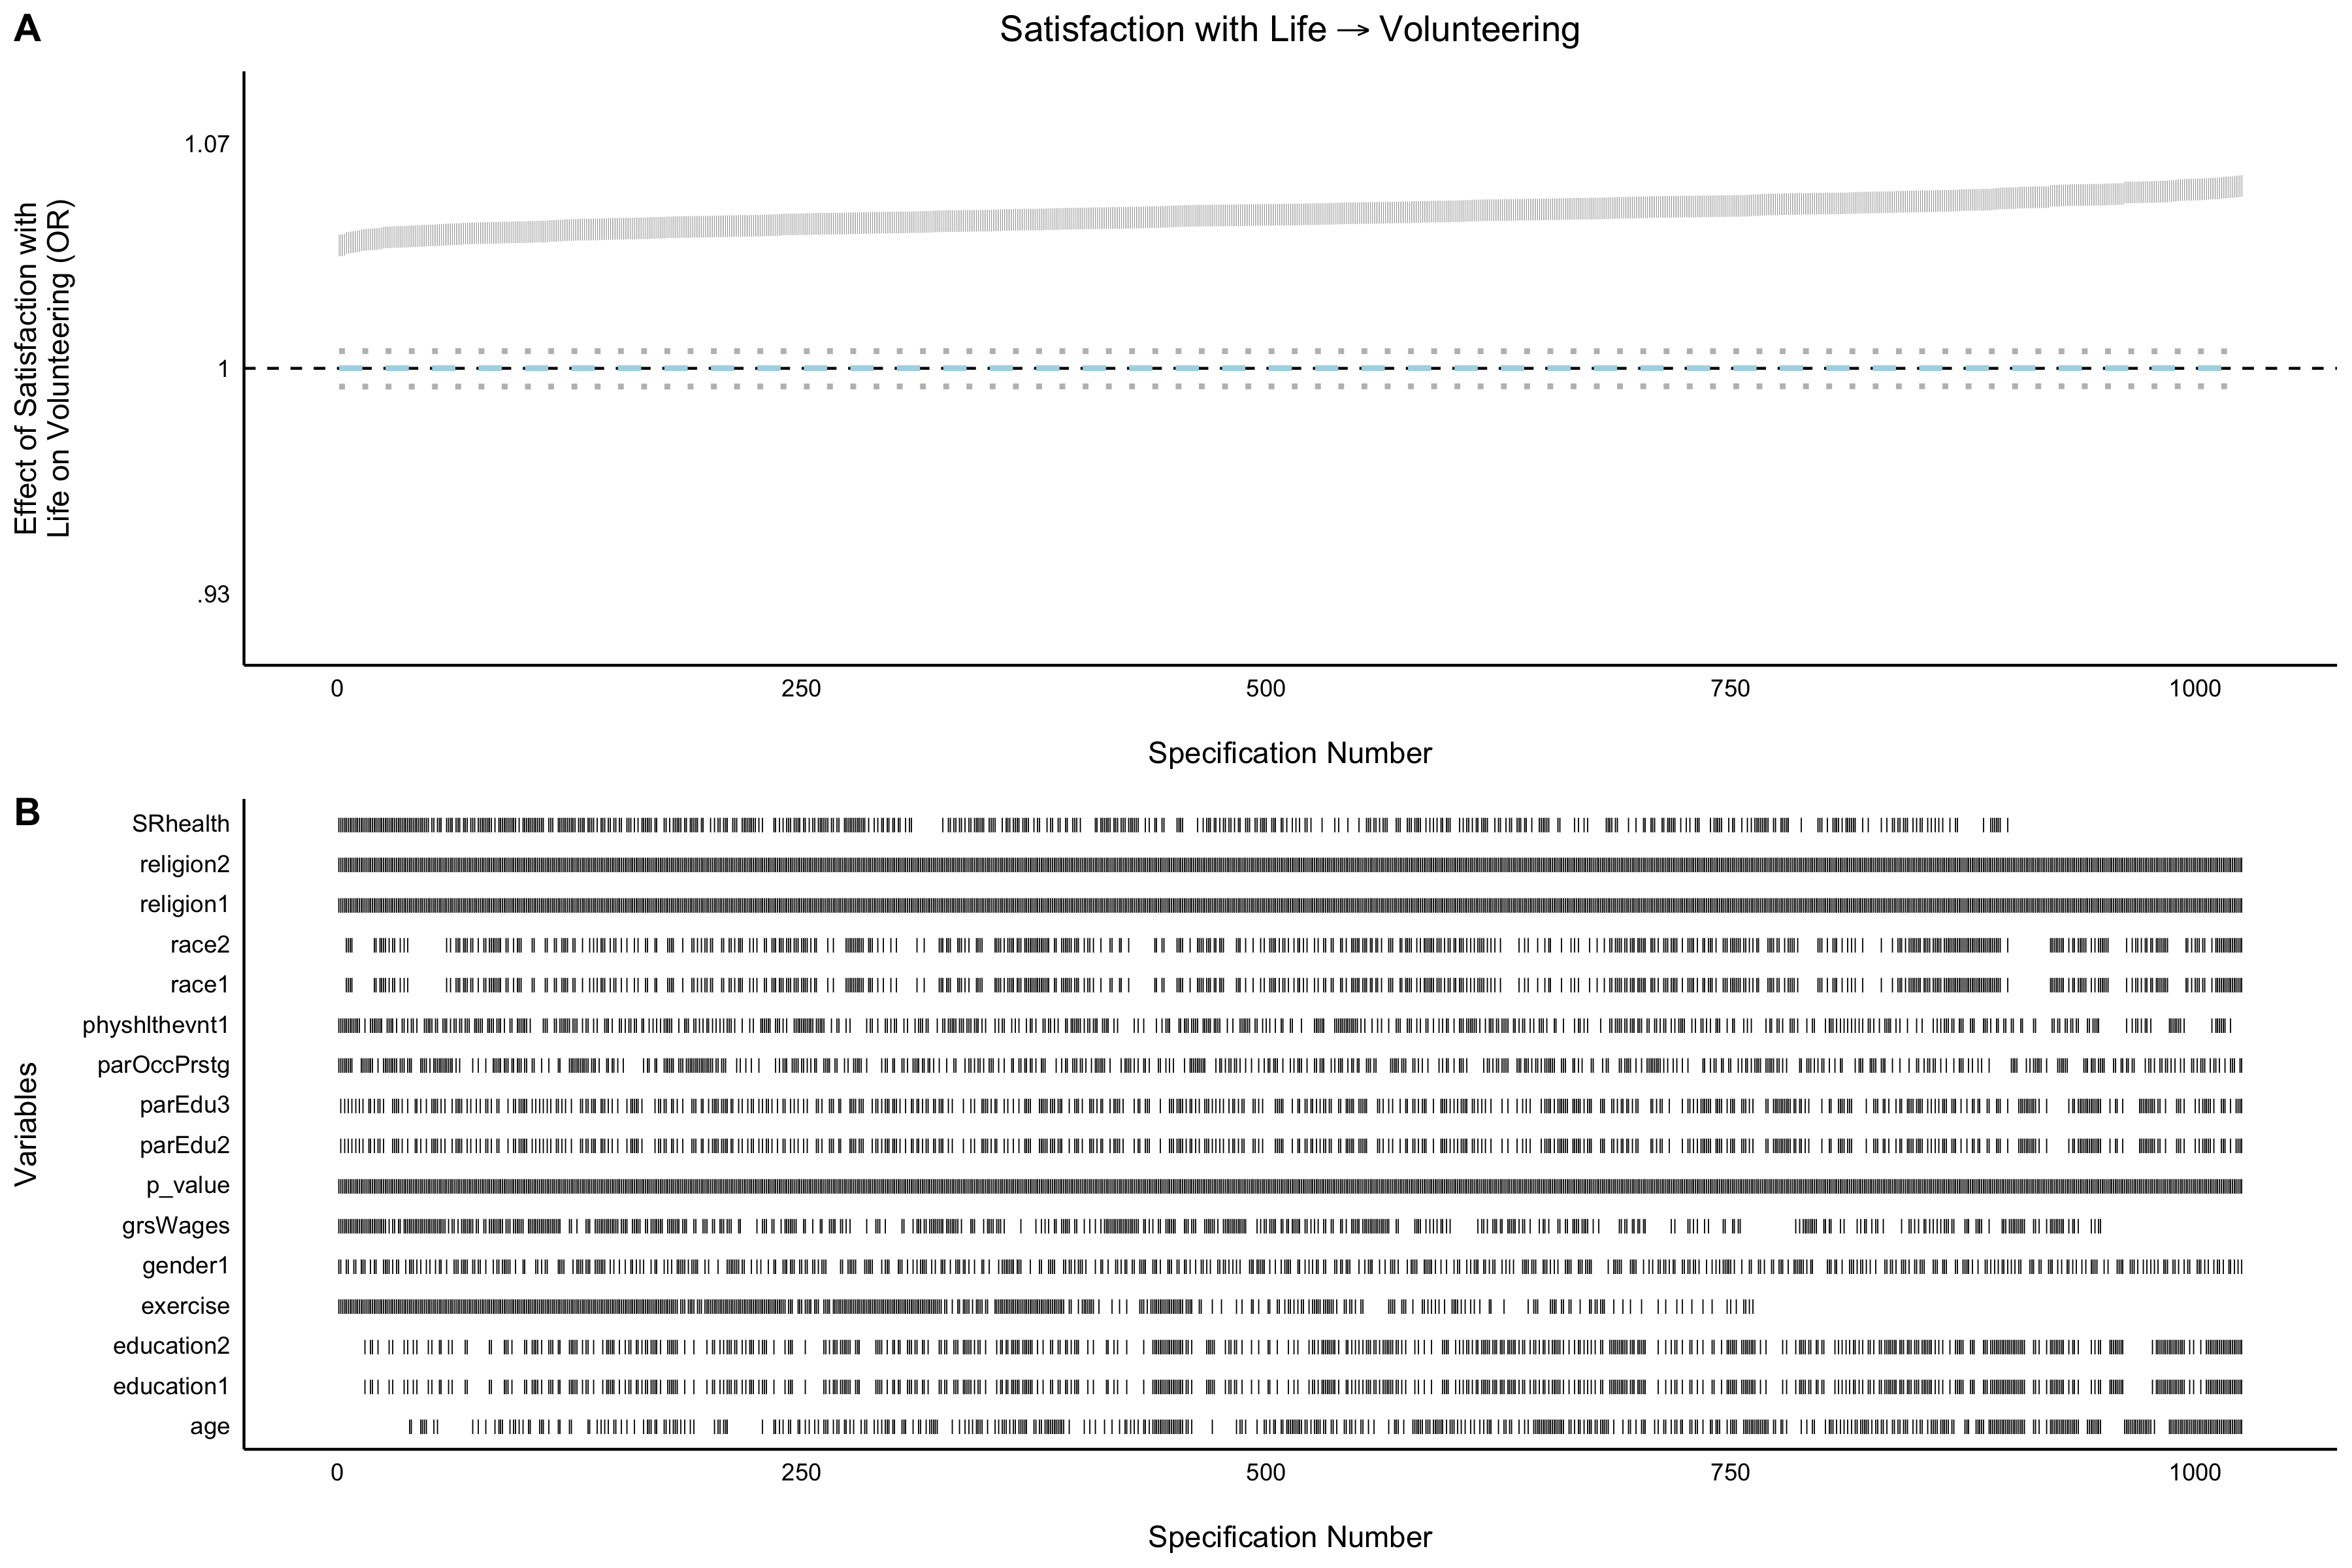 A
Satisfaction with Life → Volunteering
Effect of Satisfaction with
Life on Volunteering (OR)
1.07
1
.93
0 250 500 750 1000
Specification Number
B
Variables
SRhealth
religion2
religion1
race2
race1
physhlthevnt1
parOccPrstg
parEdu3
parEdu2
p_value
grsWages
gender1
exercise
education2
education1
age
0 250 500 750 1000
Specification Number